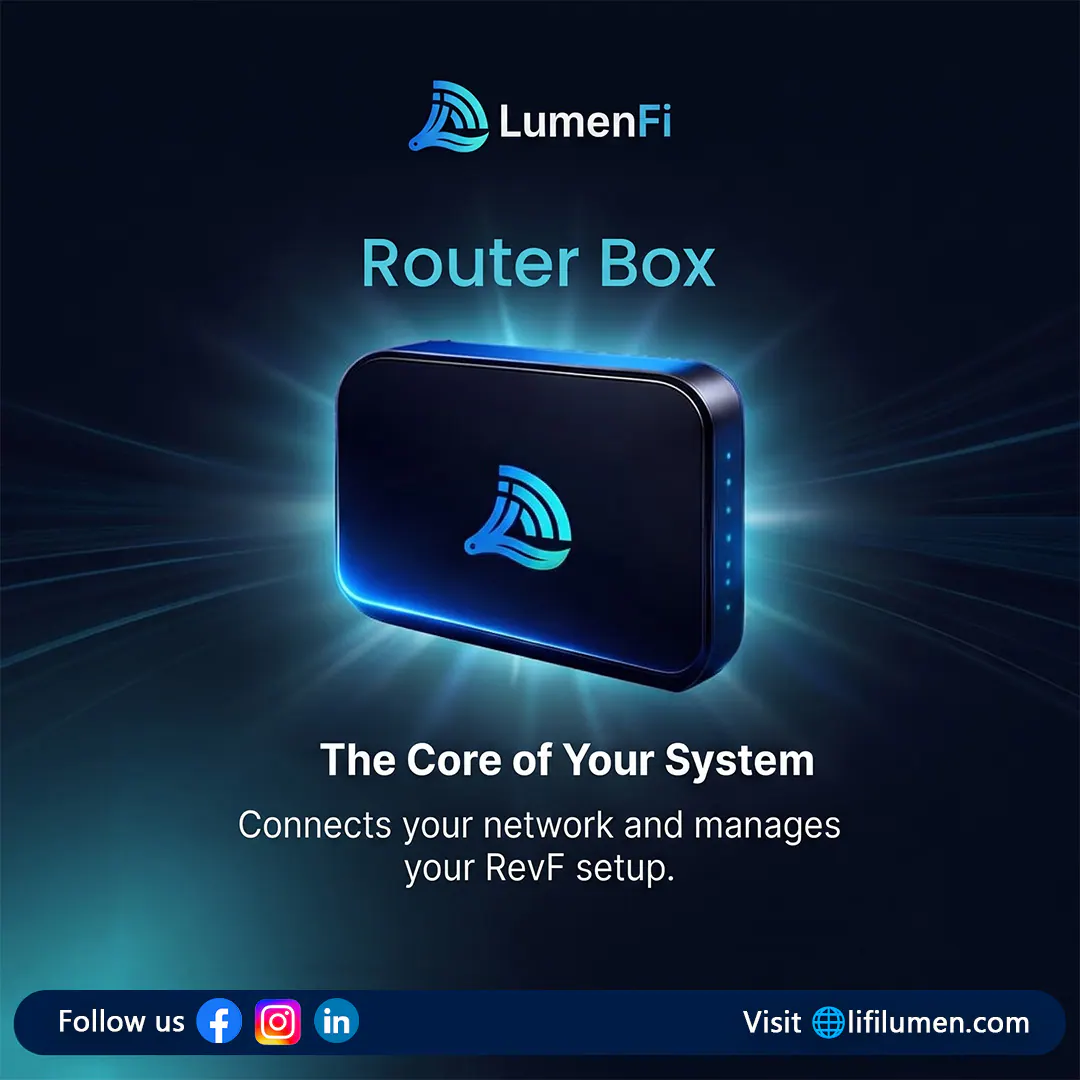 LumenFi
Router Box
The Core of Your System
Connects your network and manages
your RevF setup.
Follow us
Visit lifilumen.com